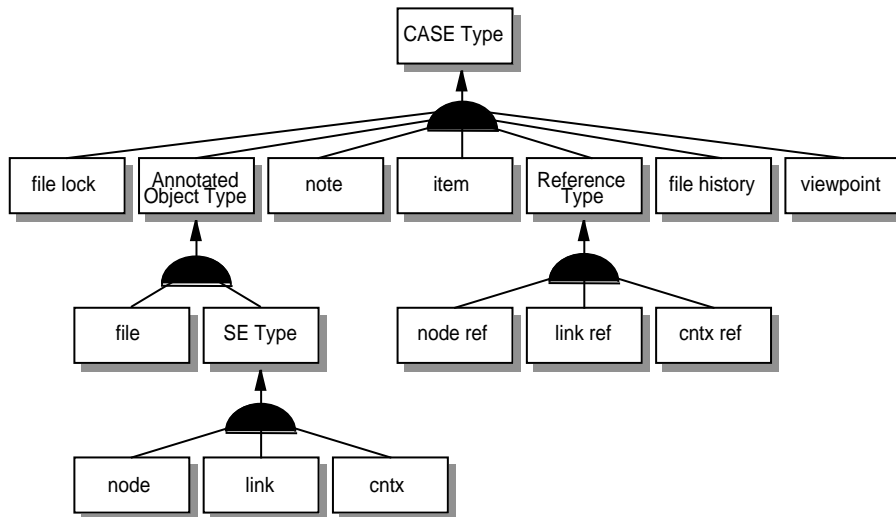 CASE Type
file lock
Annotated
Object Type
note
item
Reference
Type
file history
viewpoint
file
SE Type
node ref
link ref
cntx ref
node
link
cntx